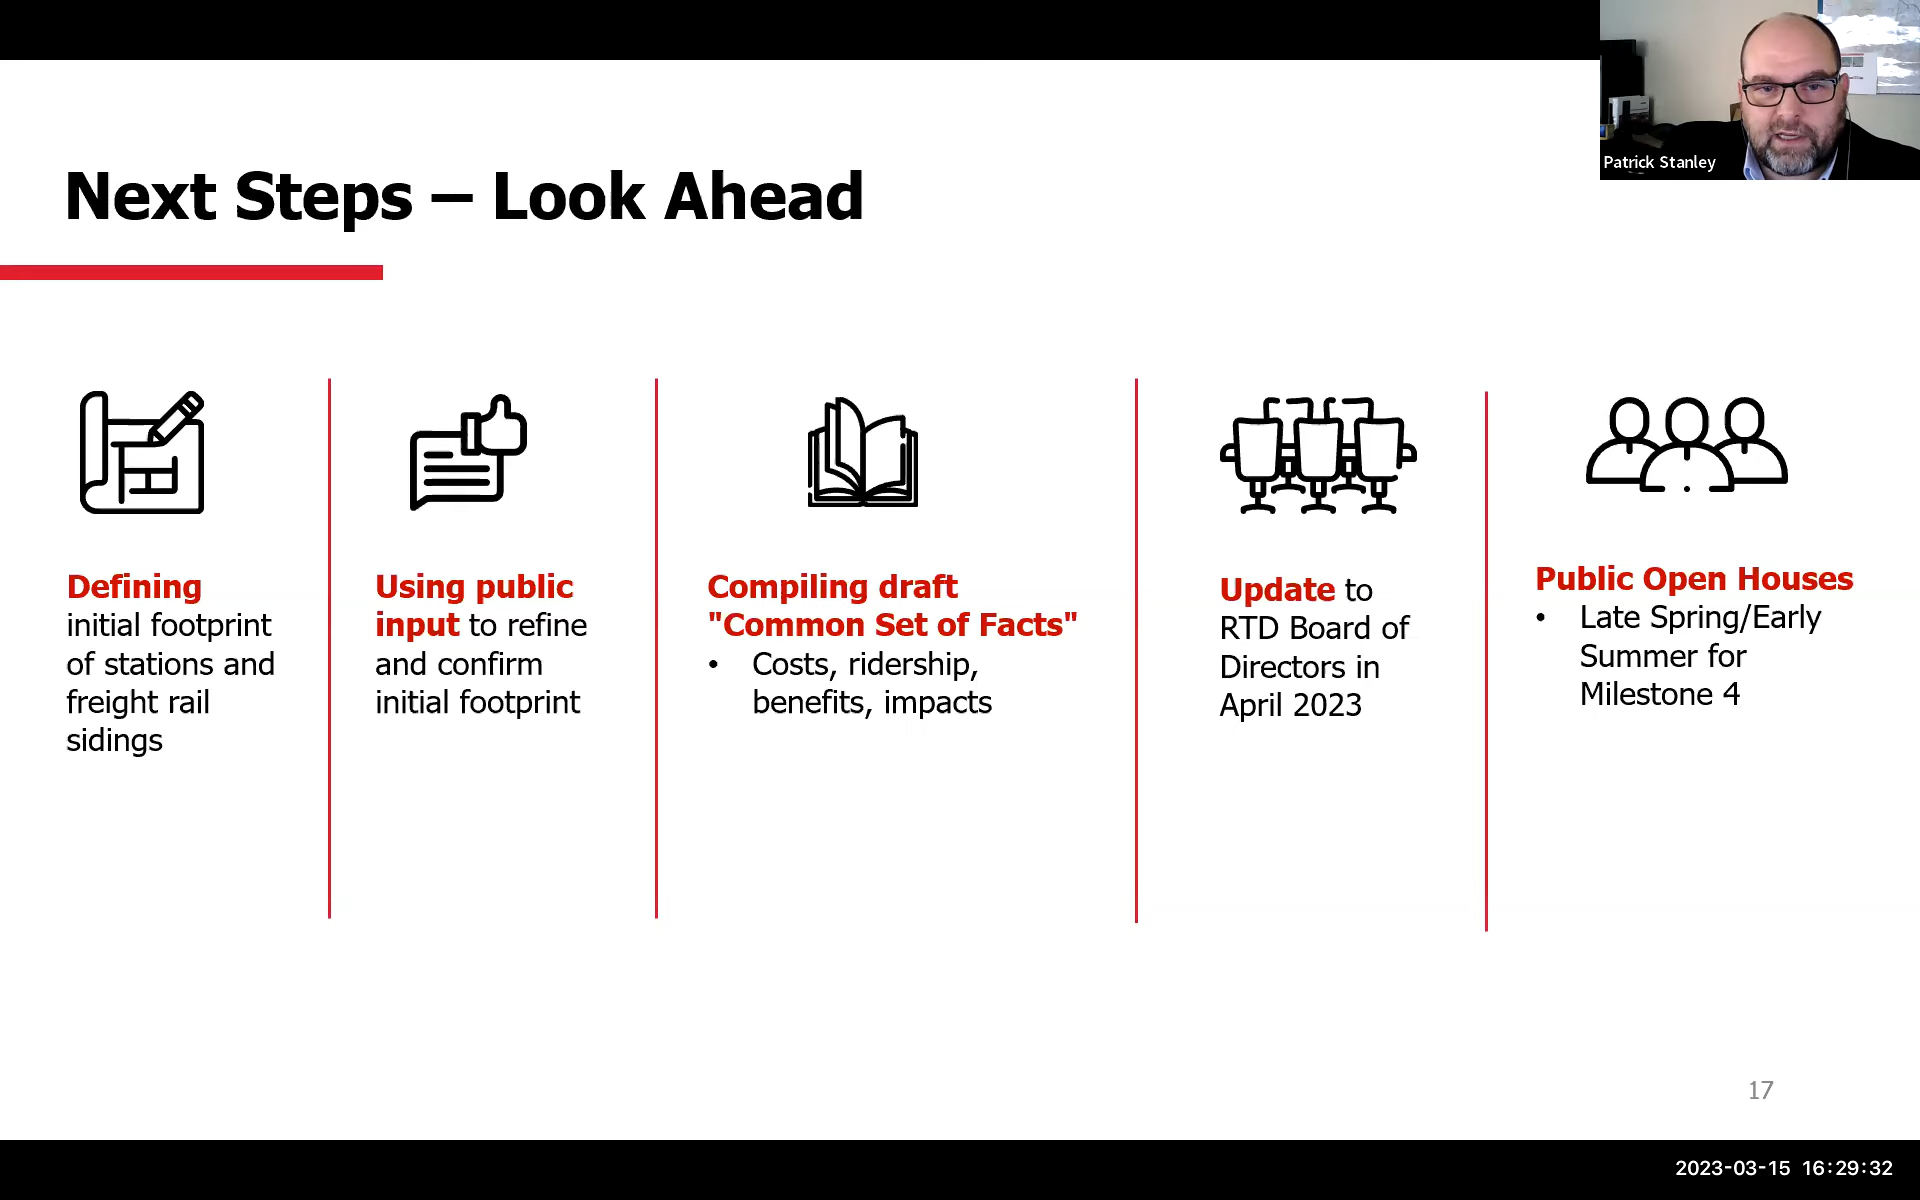 Patrick Stanley
Next Steps – Look Ahead
Defining
initial footprint
of stations and
freight rail
sidings
Using public
input to refine
and confirm
initial footprint
Compiling draft
"Common Set of Facts"
• Costs, ridership,
benefits, impacts
Update to
RTD Board of
Directors in
April 2023
Public Open Houses
• Late Spring/Early
Summer for
Milestone 4
17
2023-03-15 16:29:32